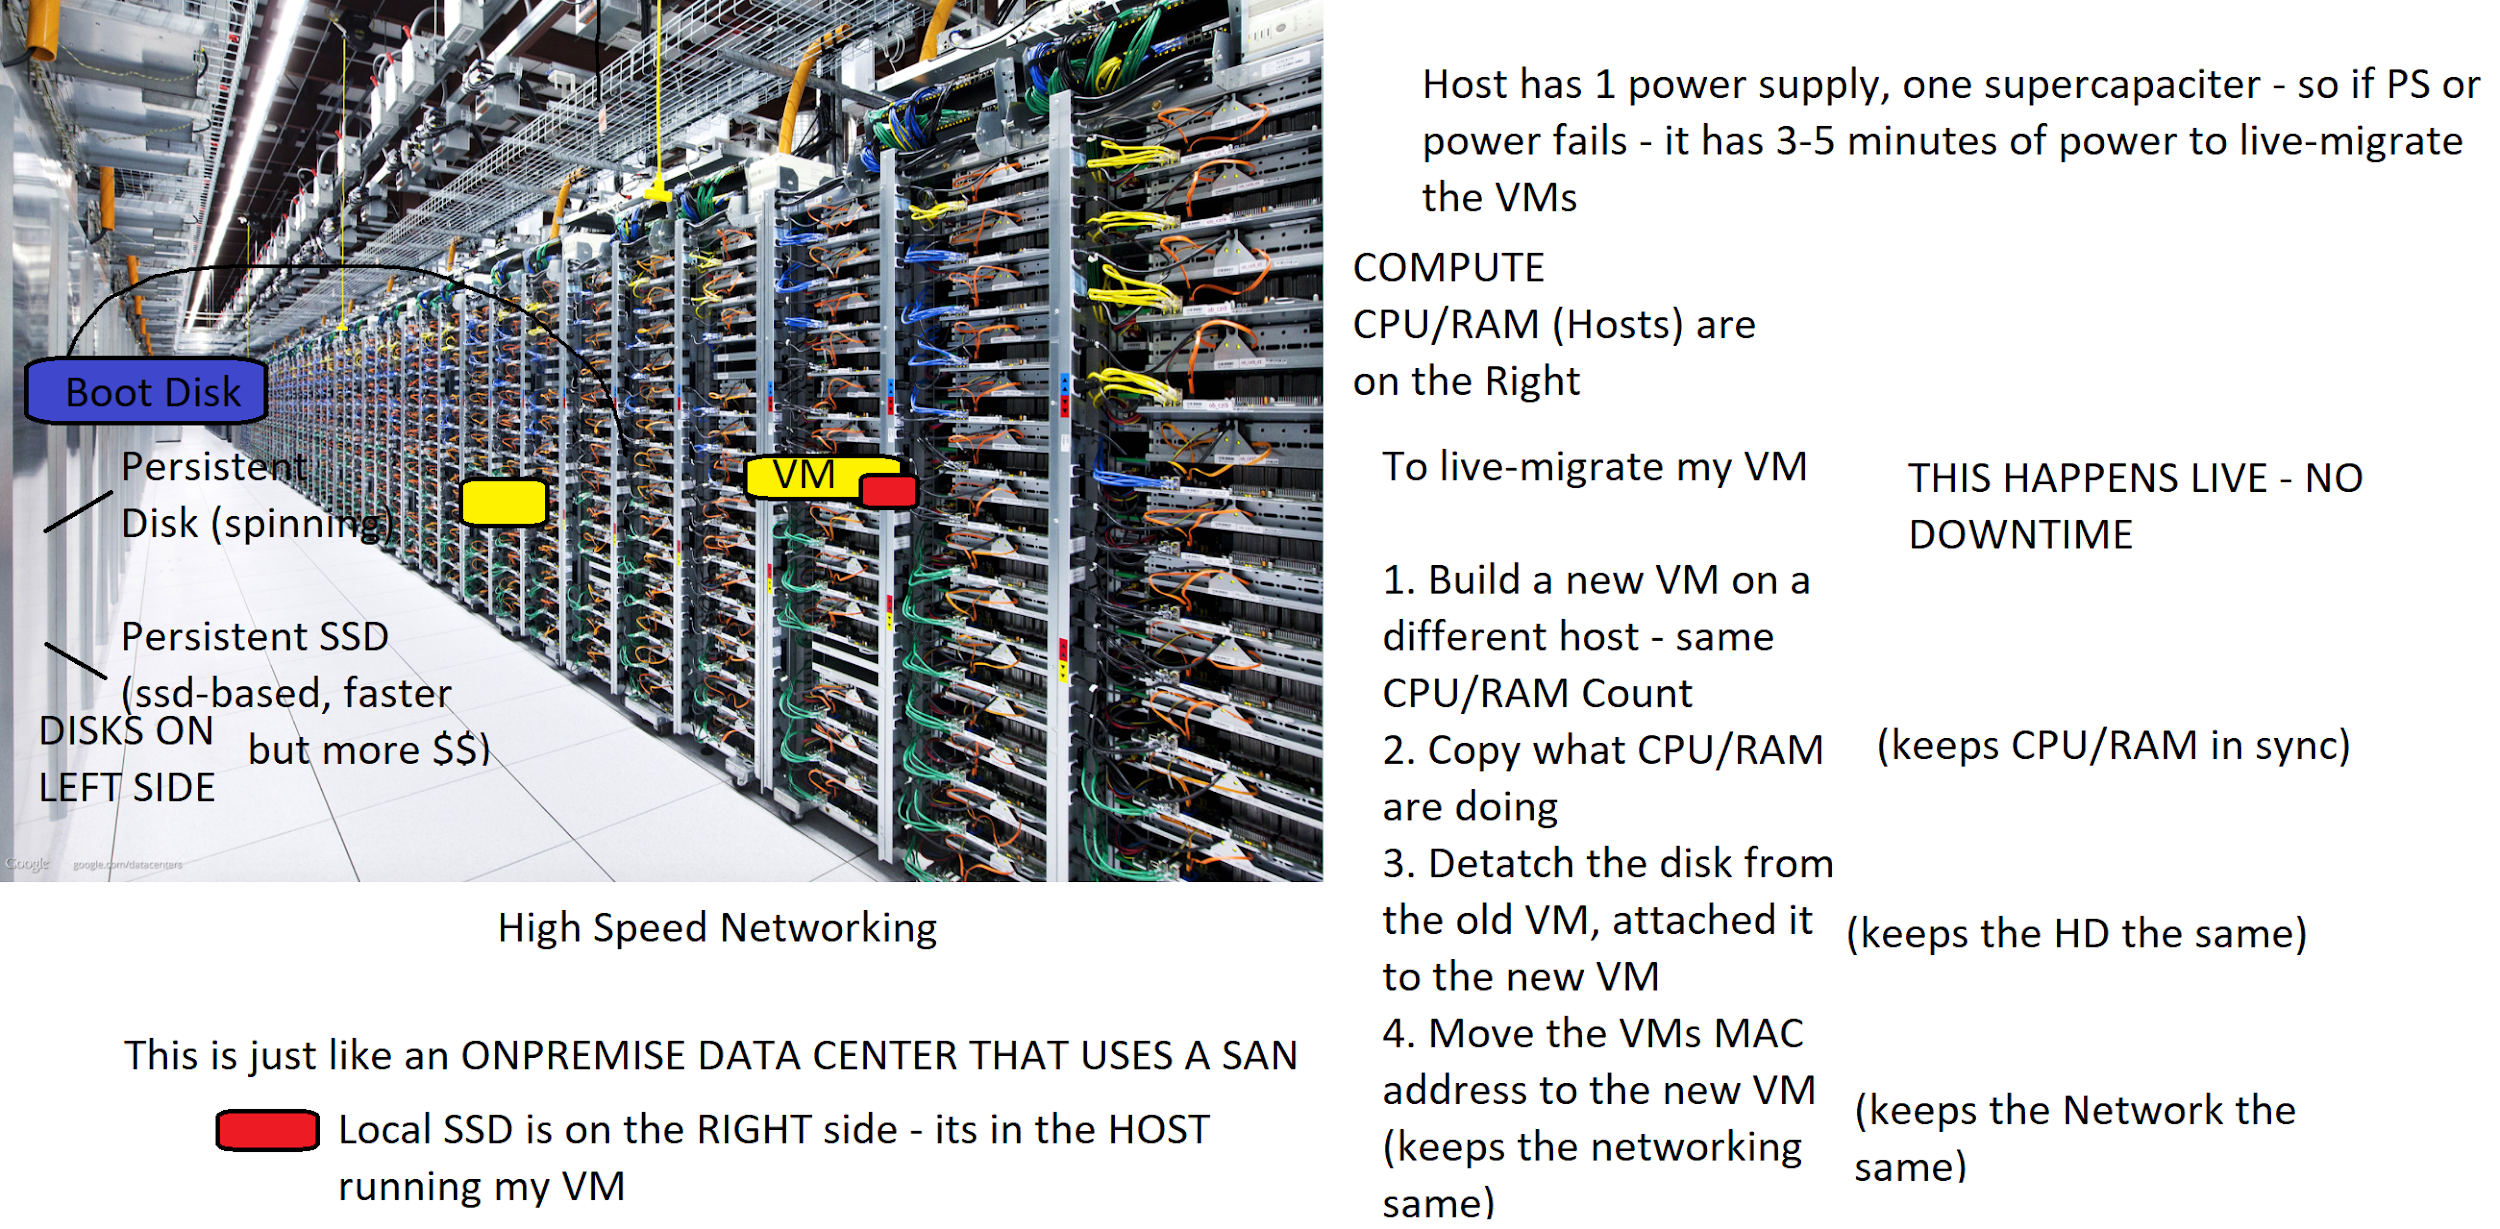 Host has 1 power supply, one supercapaciter - so if PS or
power fails - it has 3-5 minutes of power to live-migrate
the VMs
COMPUTE
CPU/RAM (Hosts) are
on the Right
Boot Disk
Persistent
Disk (spinning)
VM
Persistent SSD
(ssd-based, faster
but more $$)
DISKS ON
LEFT SIDE
Google
google.com/datacenters
To live-migrate my VM
THIS HAPPENS LIVE - NO
DOWNTIME
1. Build a new VM on a
different host - same
CPU/RAM Count
2. Copy what CPU/RAM
are doing
(keeps CPU/RAM in sync)
3. Detatch the disk from
the old VM, attached it
to the new VM
(keeps the HD the same)
4. Move the VMs MAC
address to the new VM
(keeps the networking
same)
(keeps the Network the
same)
High Speed Networking
This is just like an ONPREMISE DATA CENTER THAT USES A SAN
Local SSD is on the RIGHT side - its in the HOST
running my VM